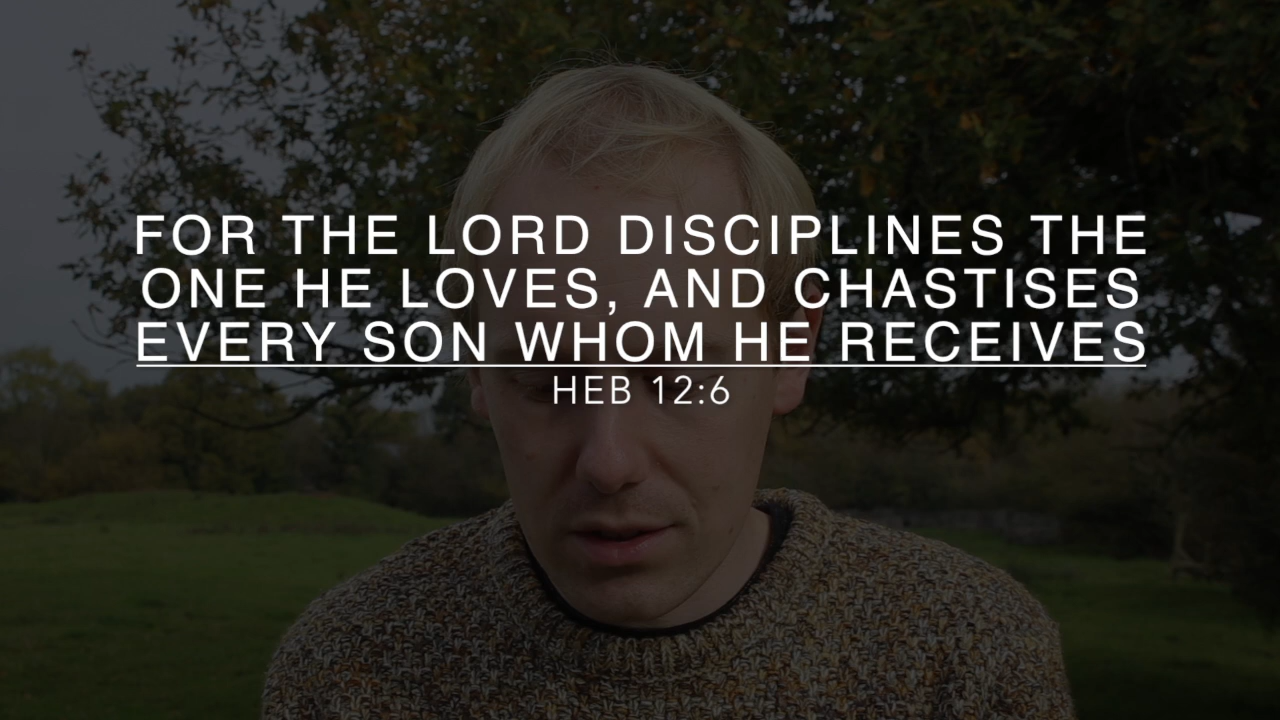 FOR THE LORD DISCIPLINES THE
ONE HE LOVES, AND CHASTISES
EVERY SON WHOM HE RECEIVES
HEB 12:6